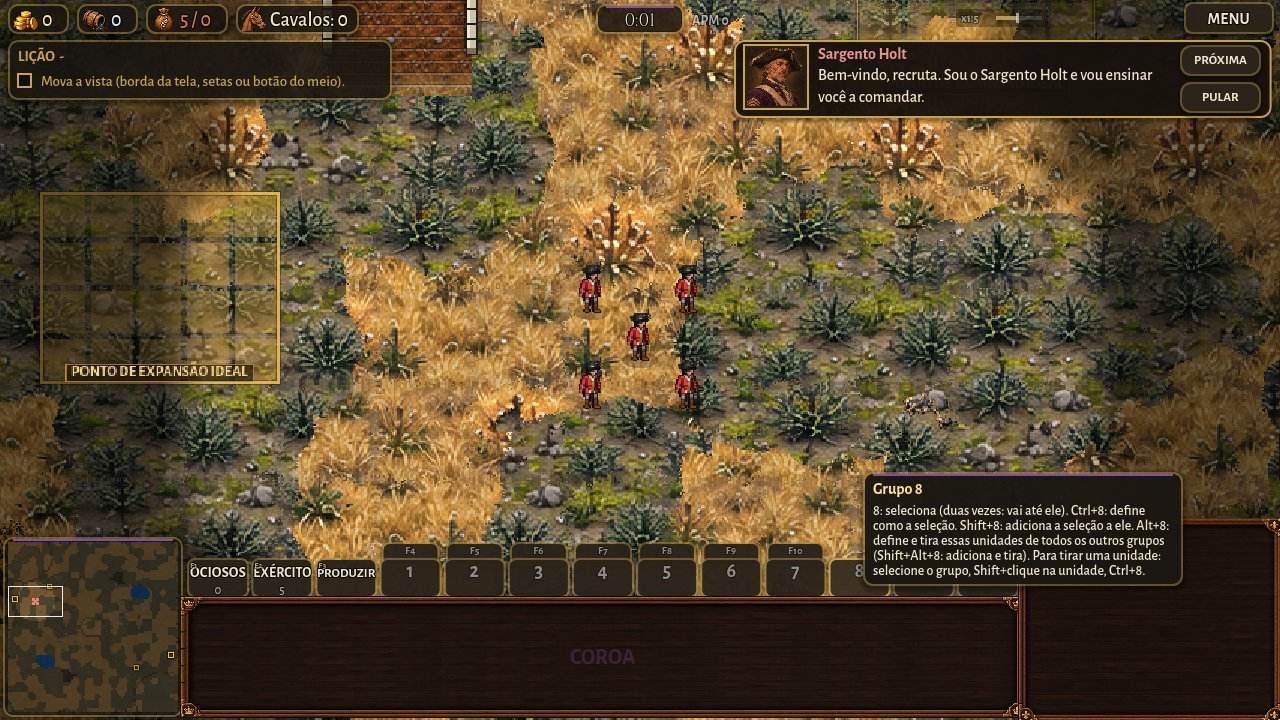 0
0
5 / 0
Cavalos: 0
0:01
APM 0
x1.5
MENU
LIÇÃO -
Mova a vista (borda da tela, setas ou botão do meio).
Sargento Holt
Bem-vindo, recruta. Sou o Sargento Holt e vou ensinar
você a comandar.
PRÓXIMA
PULAR
PONTO DE EXPANSÃO IDEAL
Grupo 8
8: seleciona (duas vezes: vai até ele). Ctrl+8: define
como a seleção. Shift+8: adiciona a seleção a ele. Alt+8:
define e tira essas unidades de todos os outros grupos
(Shift+Alt+8: adiciona e tira). Para tirar uma unidade:
selecione o grupo, Shift+clique na unidade, Ctrl+8.
F4 F5 F6 F7 F8 F9 F10
OCIOSOS EXÉRCITO PRODUZIR 1 2 3 4 5 6 7 8
0 5
COROA